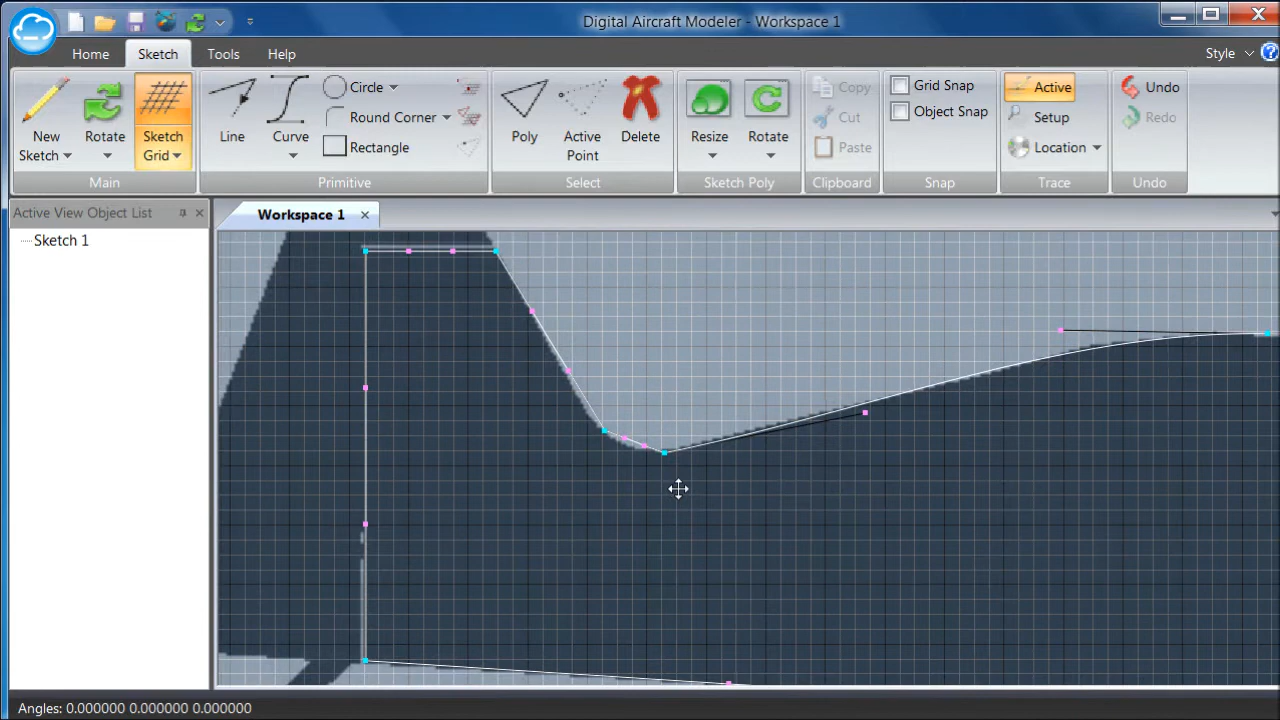 Digital Aircraft Modeler - Workspace 1
Home Sketch Tools Help Style
New Sketch
Rotate
Sketch Grid
Main
Line
Curve
Circle
Round Corner
Rectangle
Primitive
Poly
Active Point
Delete
Select
Resize
Rotate
Sketch Poly
Copy
Cut
Paste
Clipboard
Grid Snap
Object Snap
Snap
Active
Setup
Location
Trace
Undo
Redo
Undo
Active View Object List
Workspace 1
Sketch 1
Angles: 0.000000 0.000000 0.000000